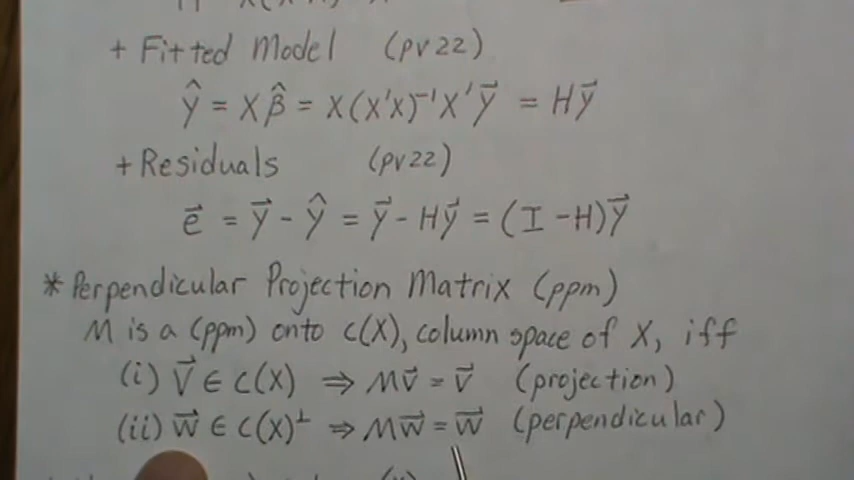 + Fitted Model (pv22)
Ŷ = Xβ̂ = X(X'X)⁻¹X'Y⃗ = HY⃗
+ Residuals (pv22)
e⃗ = Y⃗ - Ŷ = Y⃗ - HY⃗ = (I - H)Y⃗
* Perpendicular Projection Matrix (ppm)
M is a (ppm) onto C(X), column space of X, iff
(i) V⃗ ∈ C(X) ⇒ MV⃗ = V⃗ (projection)
(ii) W⃗ ∈ C(X)⊥ ⇒ MW⃗ = W⃗ (perpendicular)